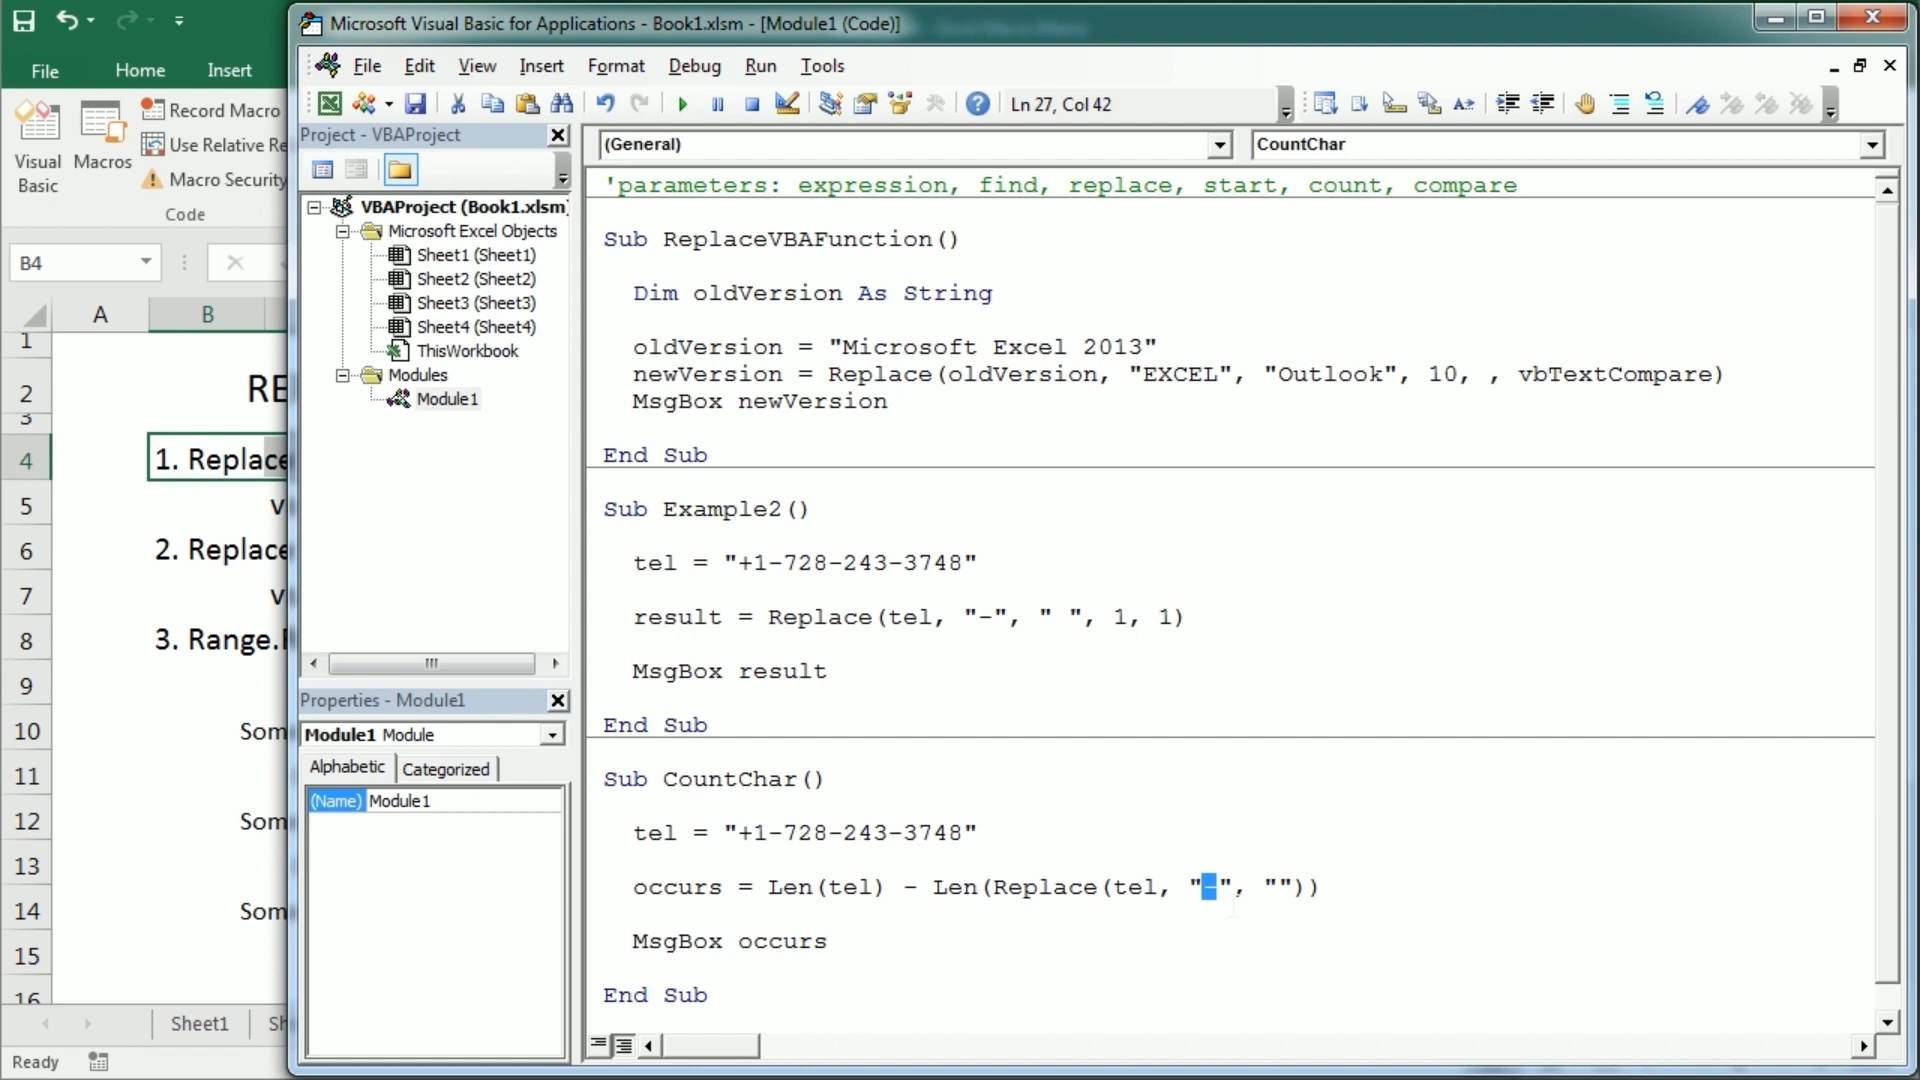 Microsoft Visual Basic for Applications - Book1.xlsm - [Module1 (Code)]
File Home Insert
File Edit View Insert Format Debug Run Tools
Record Macro
Use Relative Re
Macro Security
Visual Basic
Macros
Code
Ln 27, Col 42
Project - VBAProject
(General)
CountChar
VBAProject (Book1.xlsm)
Microsoft Excel Objects
Sheet1 (Sheet1)
Sheet2 (Sheet2)
Sheet3 (Sheet3)
Sheet4 (Sheet4)
ThisWorkbook
Modules
Module1
'parameters: expression, find, replace, start, count, compare
Sub ReplaceVBAFunction()
Dim oldVersion As String
oldVersion = "Microsoft Excel 2013"
newVersion = Replace(oldVersion, "EXCEL", "Outlook", 10, , vbTextCompare)
MsgBox newVersion
End Sub
Sub Example2()
tel = "+1-728-243-3748"
result = Replace(tel, "-", " ", 1, 1)
MsgBox result
End Sub
Sub CountChar()
tel = "+1-728-243-3748"
occurs = Len(tel) - Len(Replace(tel, "-", ""))
MsgBox occurs
End Sub
Properties - Module1
Module1 Module
Alphabetic Categorized
(Name) Module1
B4
A B
1
2 RE
3
4 1. Replace
5 v
6 2. Replace
7 v
8 3. Range.
9
10 Som
11
12 Som
13
14 Som
15
16
Sheet1 Sh
Ready